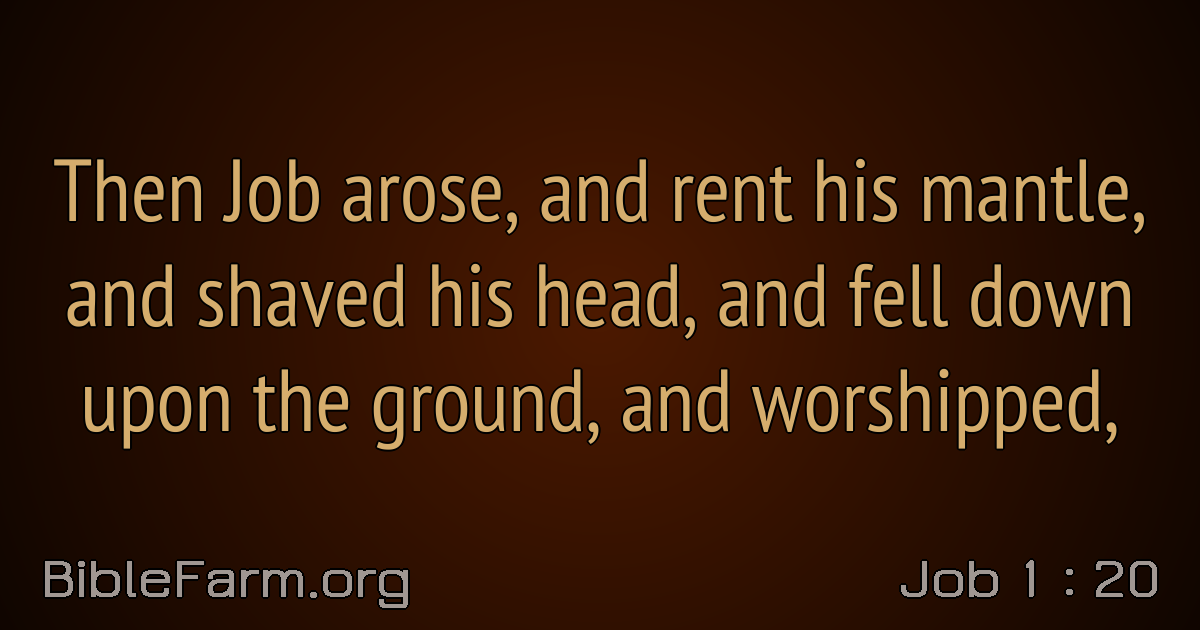 Then Job arose, and rent his mantle,
and shaved his head, and fell down
upon the ground, and worshipped,
BibleFarm.org
Job 1 : 20